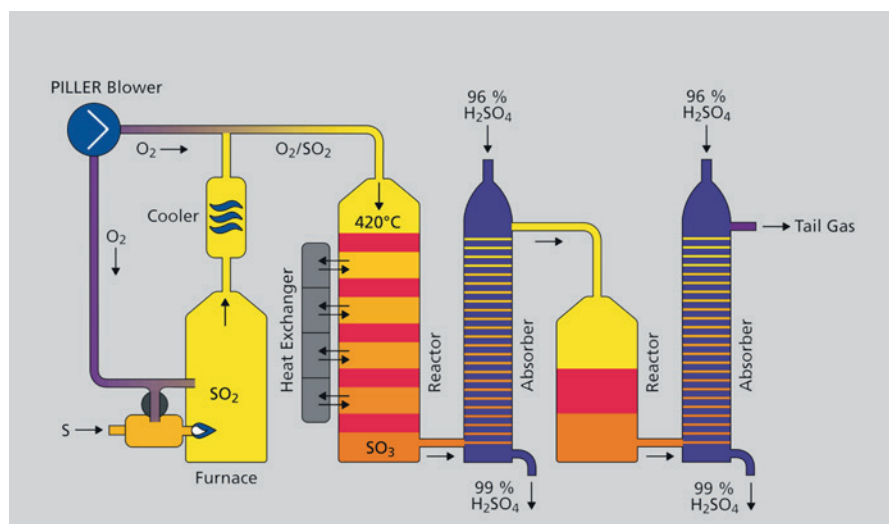 PILLER Blower
O₂
O₂/SO₂
Cooler
O₂
96 %
H₂SO₄
96 %
H₂SO₄
420°C
Tail Gas
Heat Exchanger
Reactor
Absorber
Reactor
Absorber
SO₂
S
SO₃
Furnace
99 %
H₂SO₄
99 %
H₂SO₄